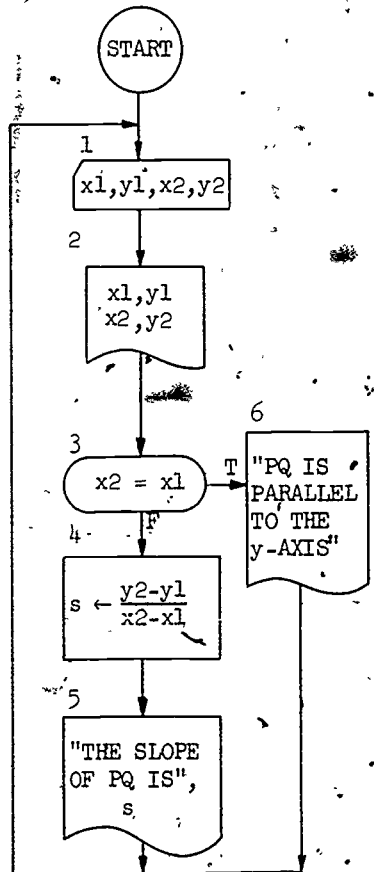 START
1
x1,y1,x2,y2
2
x1,y1
x2,y2
3
x2 = x1
T
F
6
"PQ IS
PARALLEL
TO THE
y-AXIS"
4
s ← y2-y1
x2-x1
5
"THE SLOPE
OF PQ IS",
s